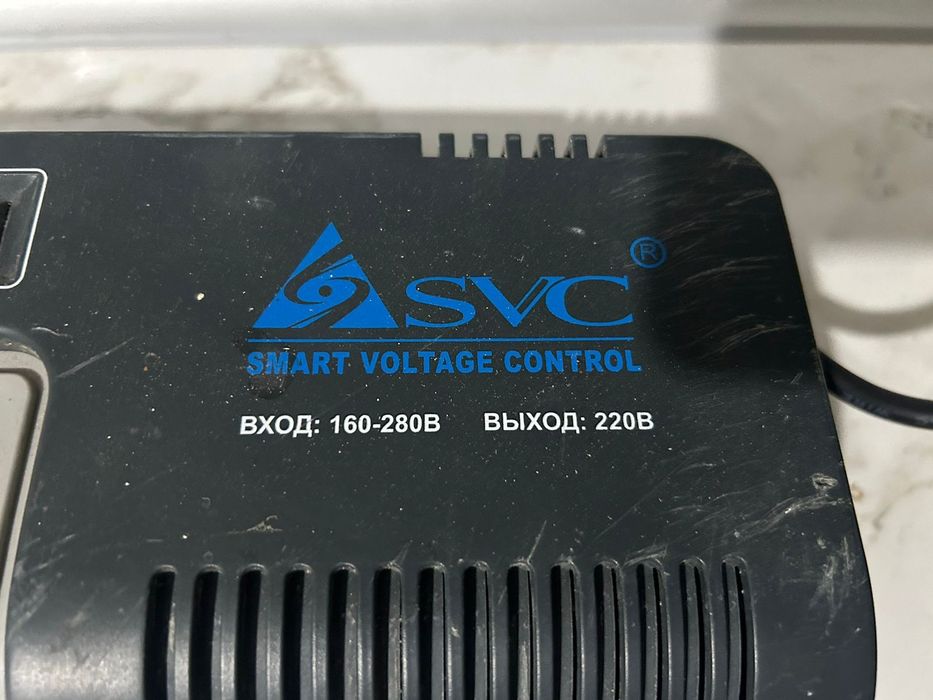 SVC ®
SMART VOLTAGE CONTROL
ВХОД: 160-280В ВЫХОД: 220В